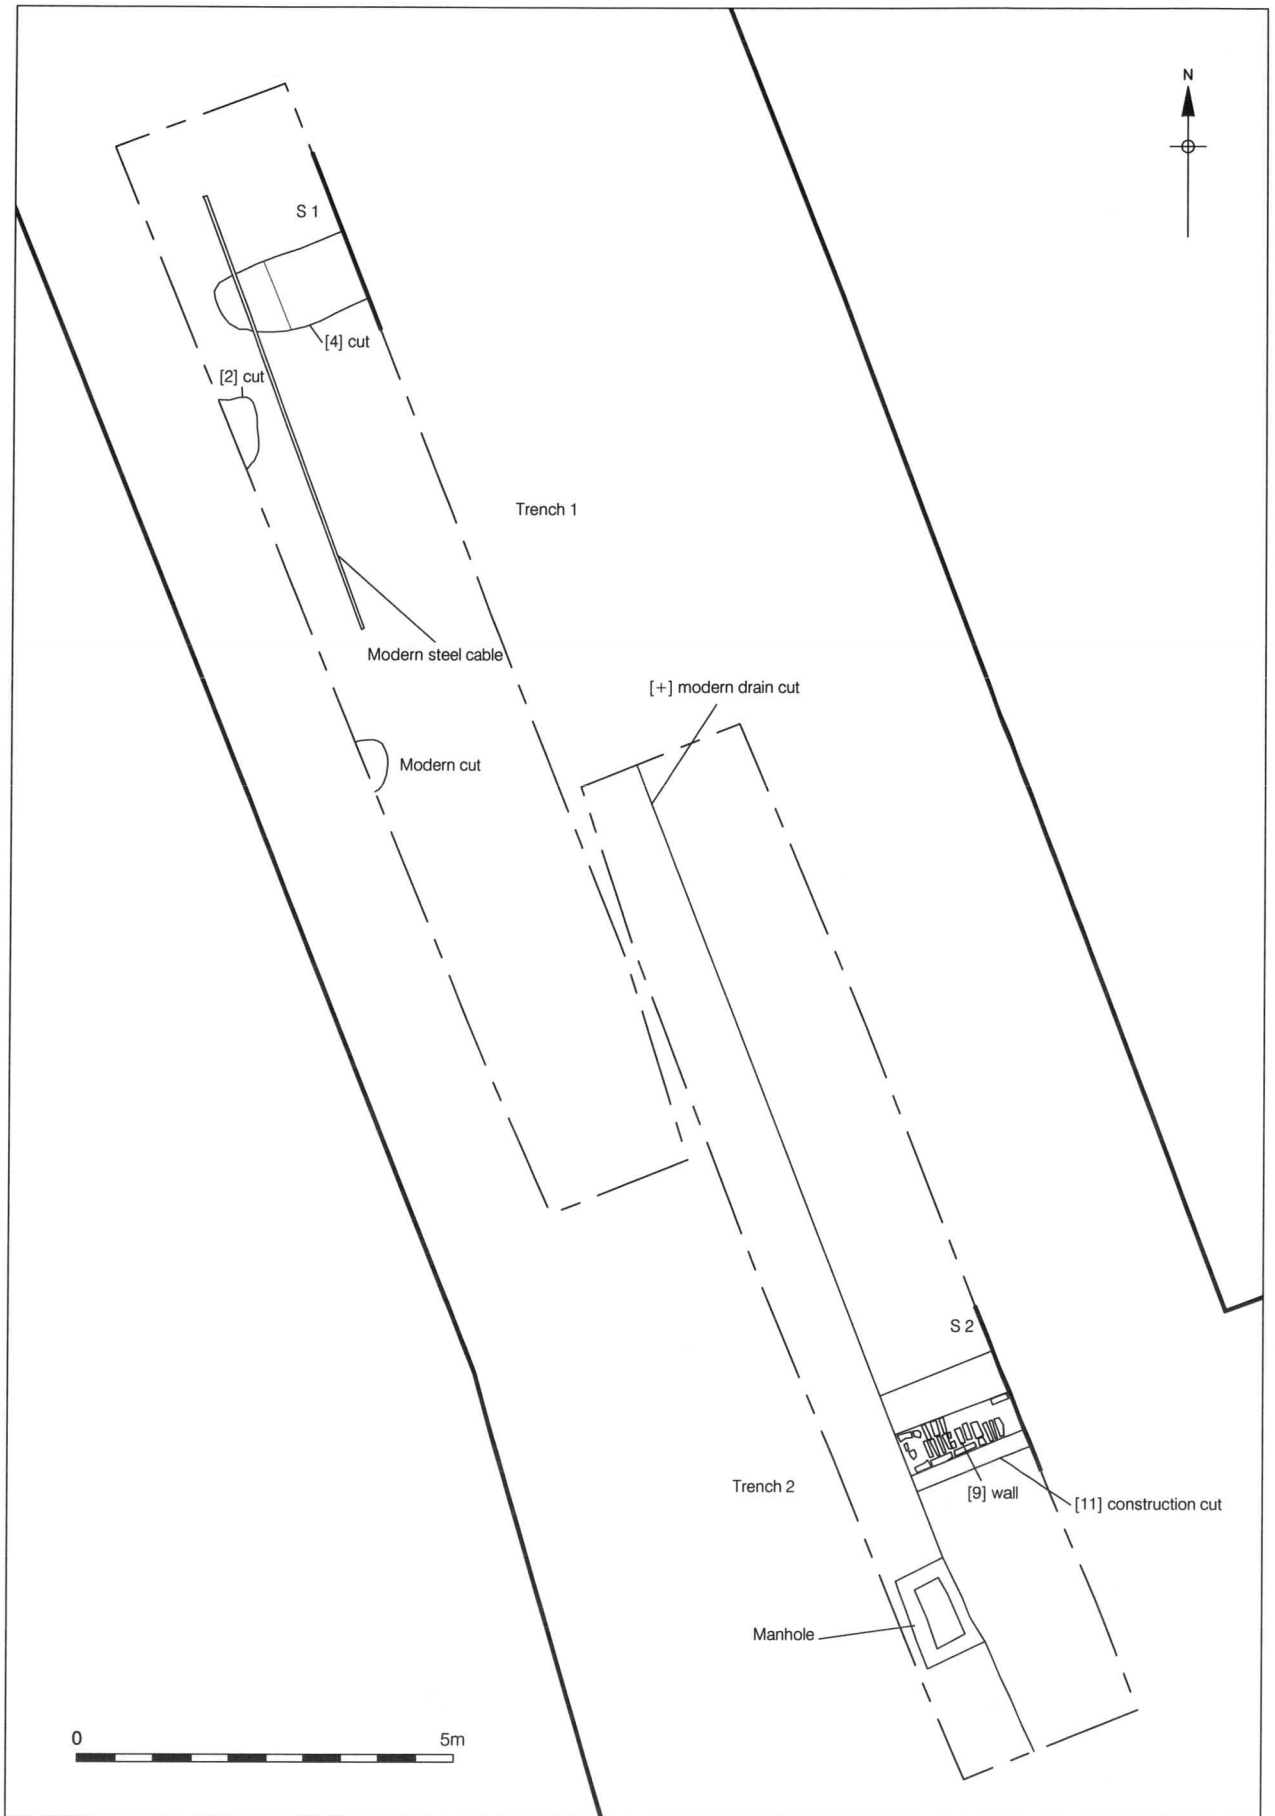 N
S 1
[4] cut
[2] cut
Trench 1
Modern steel cable
[+] modern drain cut
Modern cut
S 2
Trench 2
[9] wall
[11] construction cut
Manhole
0 5m